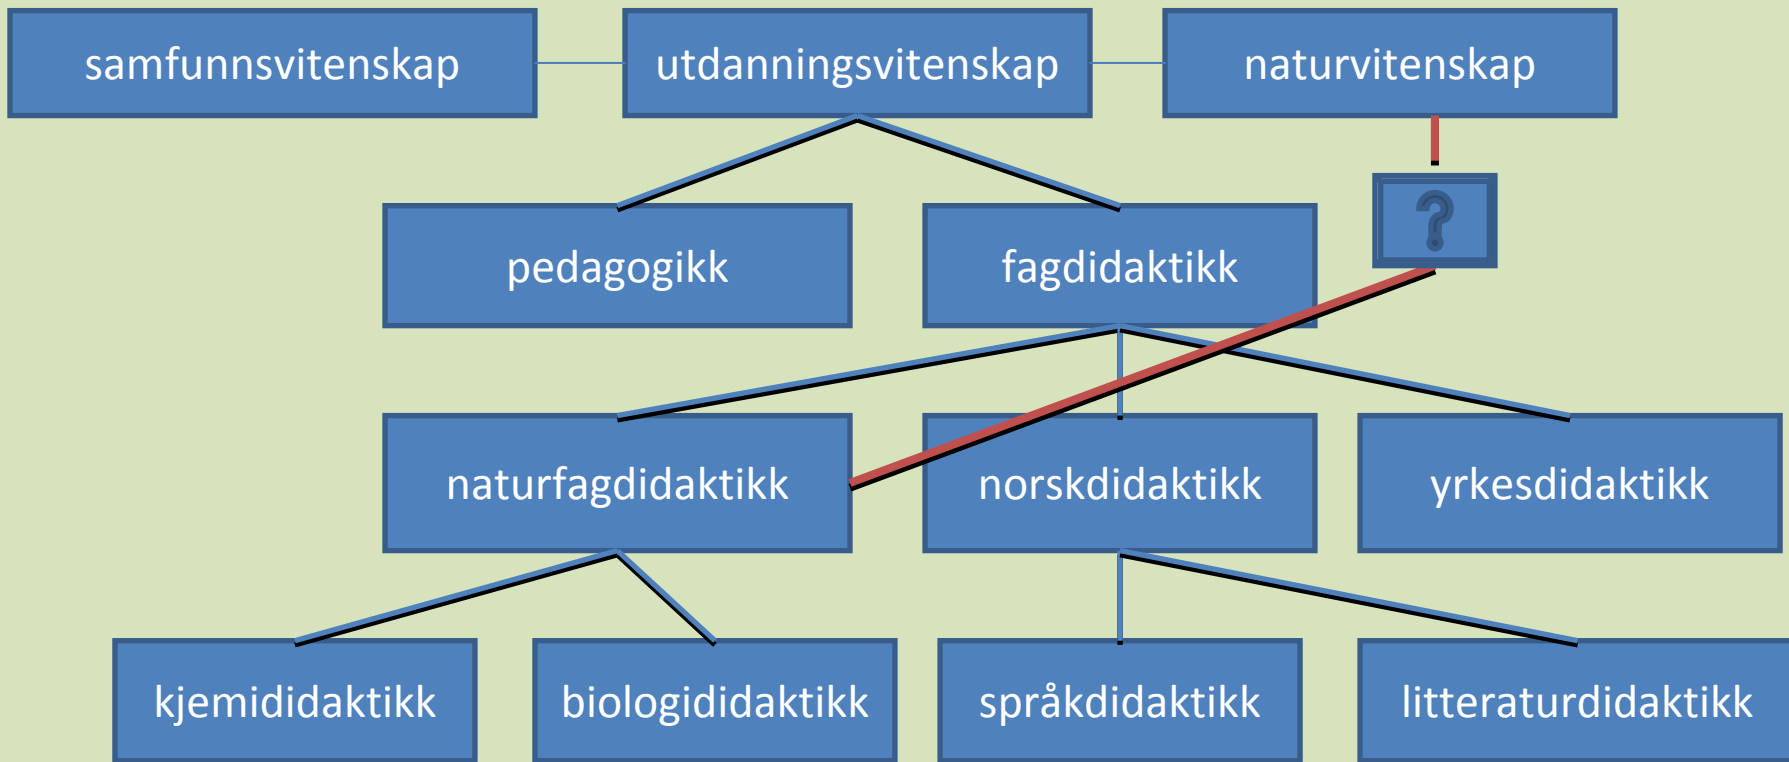 samfunnsvitenskap
utdanningsvitenskap
naturvitenskap
?
pedagogikk
fagdidaktikk
naturfagdidaktikk
norskdidaktikk
yrkesdidaktikk
kjemididaktikk
biologididaktikk
språkdidaktikk
litteraturdidaktikk